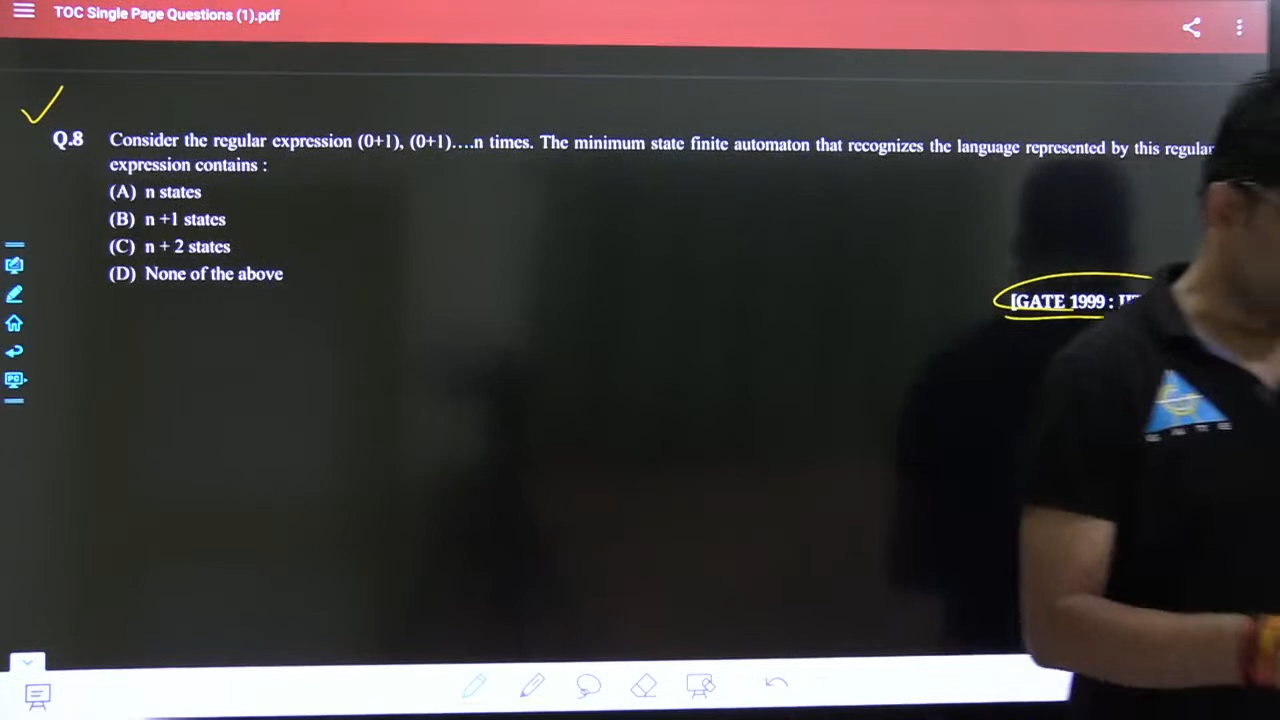 TOC Single Page Questions (1).pdf
Q.8 Consider the regular expression (0+1), (0+1)….n times. The minimum state finite automaton that recognizes the language represented by this regular
expression contains :
(A) n states
(B) n +1 states
(C) n + 2 states
(D) None of the above
[GATE 1999 :